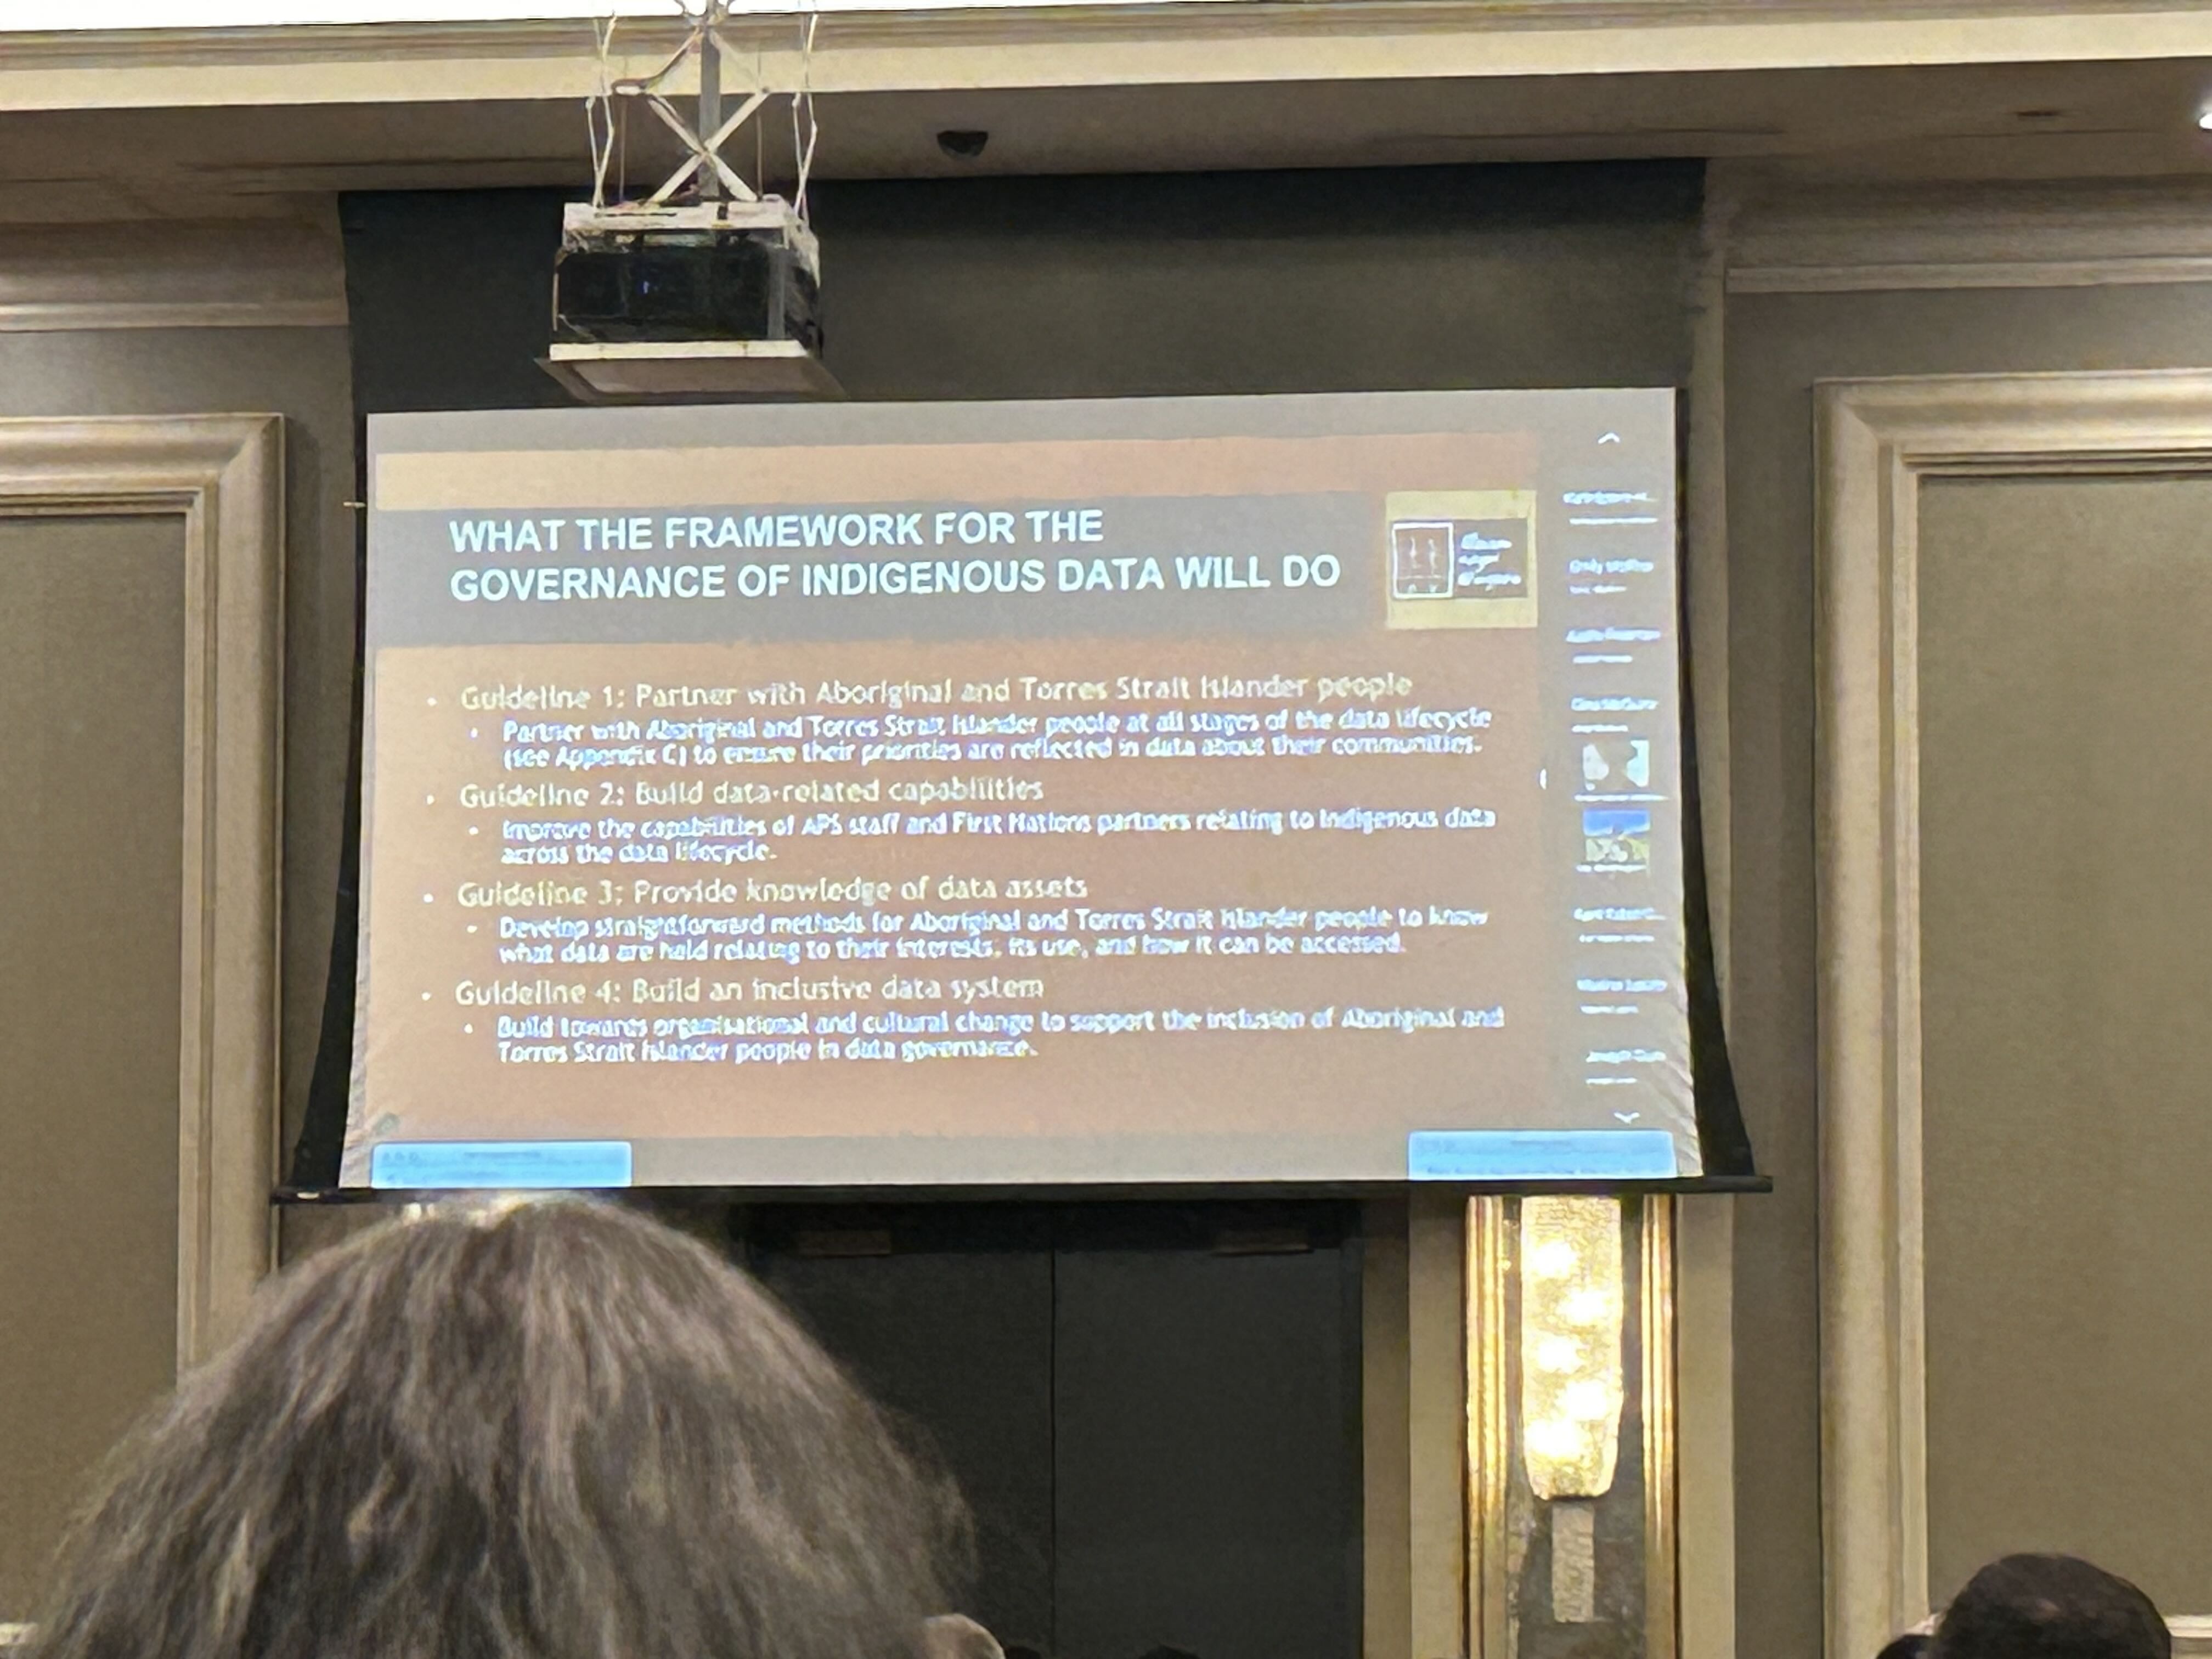 WHAT THE FRAMEWORK FOR THE
GOVERNANCE OF INDIGENOUS DATA WILL DO
• Guideline 1: Partner with Aboriginal and Torres Strait Islander people
• Partner with Aboriginal and Torres Strait Islander people at all stages of the data lifecycle
(see Appendix C) to ensure their priorities are reflected in data about their communities.
• Guideline 2: Build data-related capabilities
• Improve the capabilities of APS staff and First Nations partners relating to Indigenous data
across the data lifecycle.
• Guideline 3: Provide knowledge of data assets
• Develop straightforward methods for Aboriginal and Torres Strait Islander people to know
what data are held relating to their interests, its use, and how it can be accessed.
• Guideline 4: Build an inclusive data system
• Build towards organisational and cultural change to support the inclusion of Aboriginal and
Torres Strait Islander people in data governance.